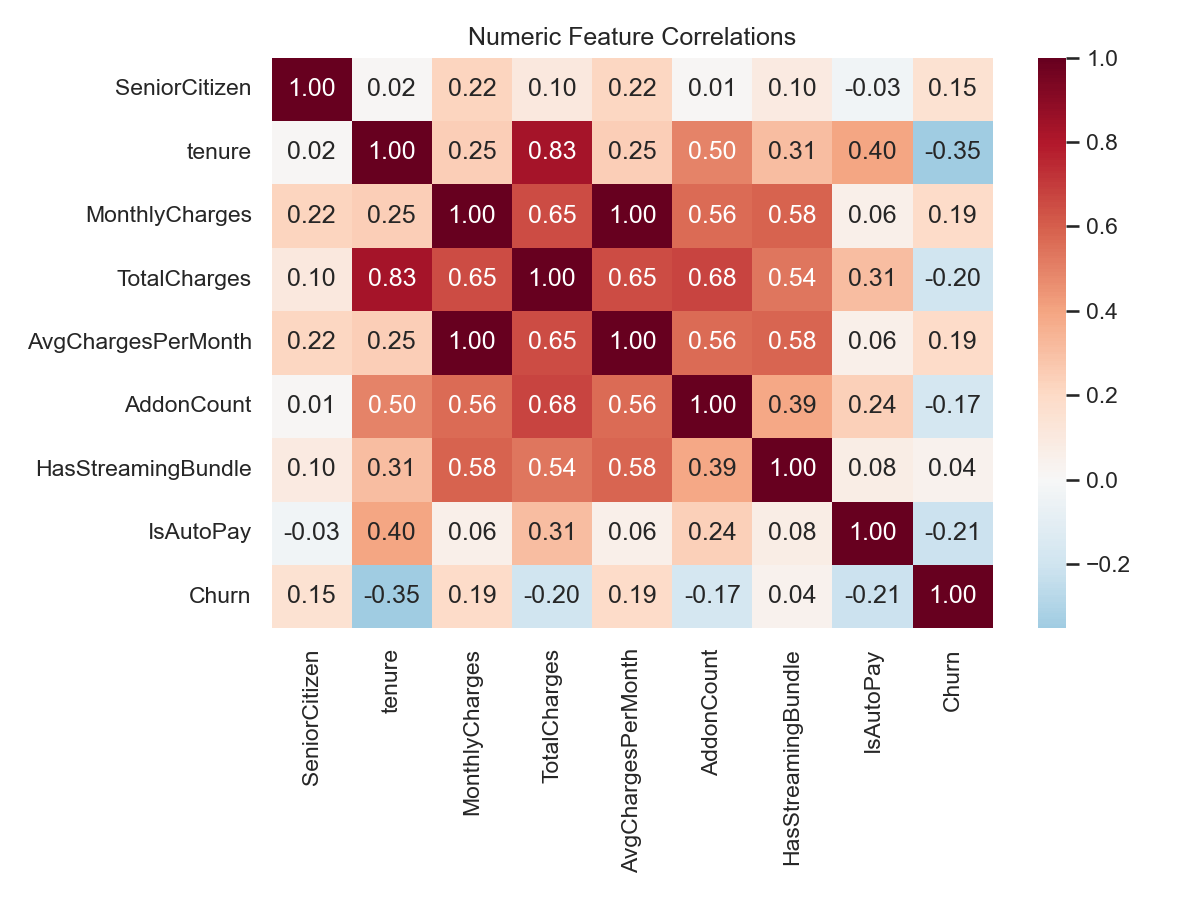 Numeric Feature Correlations
SeniorCitizen 1.00 0.02 0.22 0.10 0.22 0.01 0.10 -0.03 0.15
tenure 0.02 1.00 0.25 0.83 0.25 0.50 0.31 0.40 -0.35
MonthlyCharges 0.22 0.25 1.00 0.65 1.00 0.56 0.58 0.06 0.19
TotalCharges 0.10 0.83 0.65 1.00 0.65 0.68 0.54 0.31 -0.20
AvgChargesPerMonth 0.22 0.25 1.00 0.65 1.00 0.56 0.58 0.06 0.19
AddonCount 0.01 0.50 0.56 0.68 0.56 1.00 0.39 0.24 -0.17
HasStreamingBundle 0.10 0.31 0.58 0.54 0.58 0.39 1.00 0.08 0.04
IsAutoPay -0.03 0.40 0.06 0.31 0.06 0.24 0.08 1.00 -0.21
Churn 0.15 -0.35 0.19 -0.20 0.19 -0.17 0.04 -0.21 1.00
SeniorCitizen
tenure
MonthlyCharges
TotalCharges
AvgChargesPerMonth
AddonCount
HasStreamingBundle
IsAutoPay
Churn
1.0
0.8
0.6
0.4
0.2
0.0
−0.2